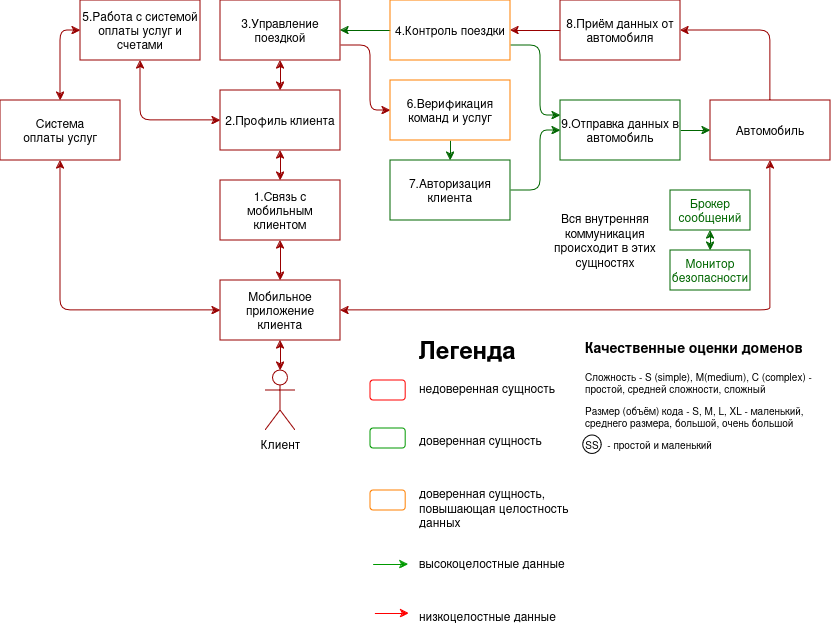 5.Работа с системой
оплаты услуг и
счетами
3.Управление
поездкой
4.Контроль поездки
8.Приём данных от
автомобиля
Система
оплаты услуг
2.Профиль клиента
6.Верификация
команд и услуг
9.Отправка данных в
автомобиль
Автомобиль
1.Связь с
мобильным
клиентом
7.Авторизация
клиента
Вся внутренняя
коммуникация
происходит в этих
сущностях
Брокер
сообщений
Монитор
безопасности
Мобильное
приложение
клиента
Клиент
Легенда
недоверенная сущность
доверенная сущность
доверенная сущность,
повышающая целостность
данных
высокоцелостные данные
низкоцелостные данные
Качественные оценки доменов
Сложность - S (simple), M(medium), C (complex) -
простой, средней сложности, сложный
Размер (объём) кода - S, M, L, XL - маленький,
среднего размера, большой, очень большой
SS - простой и маленький